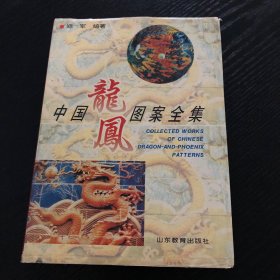 编著
中国龍鳳图案全集
COLLECTED WORKS
OF CHINESE
DRAGON-AND-PHOENIX
PATTERNS
山东教育出版社